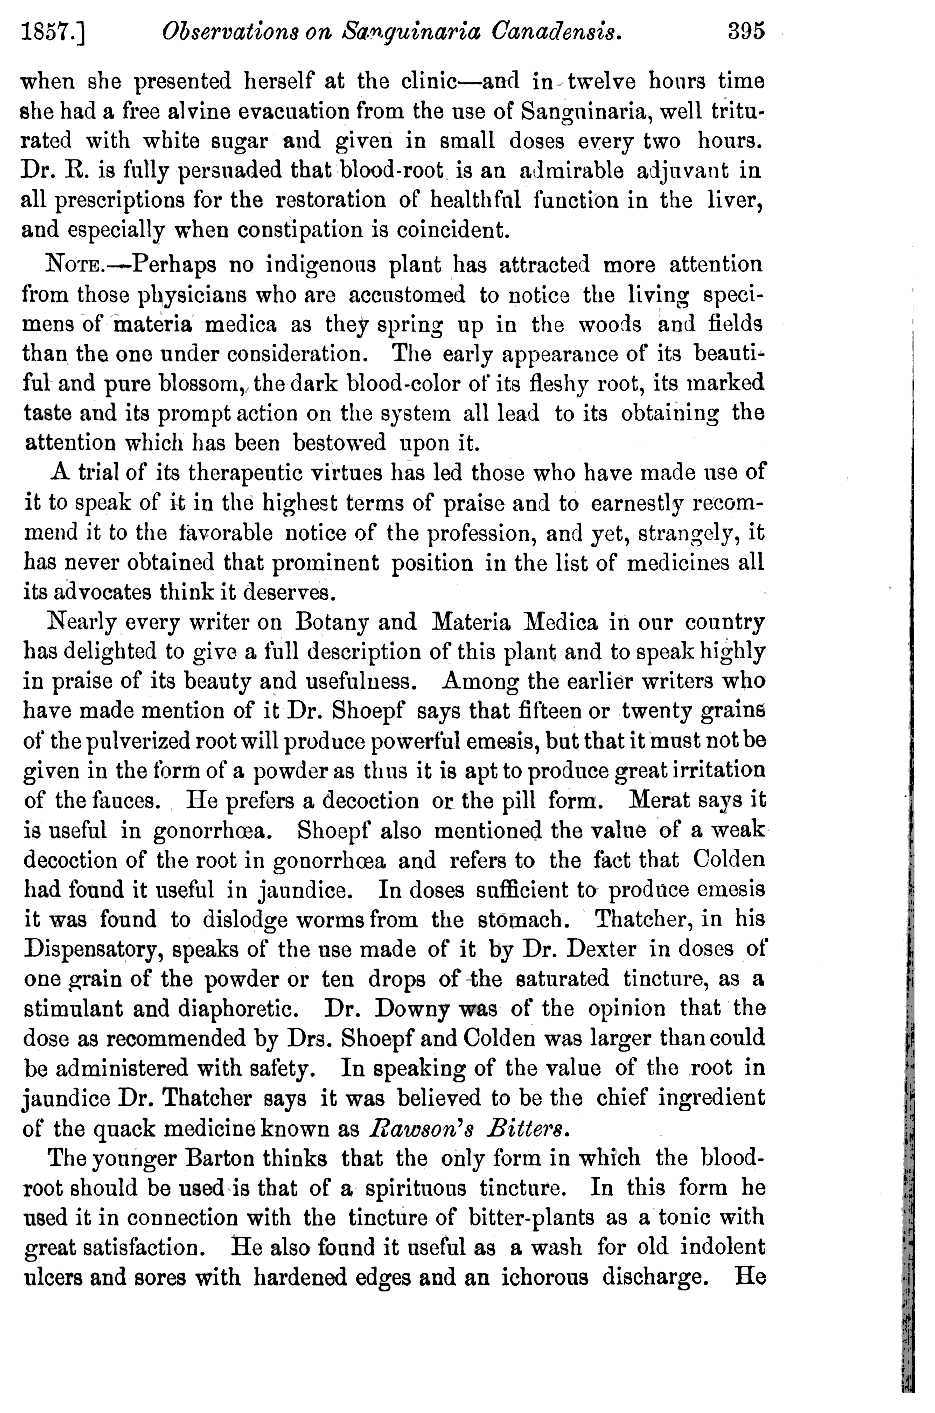 1857.] Observations on Sanguinaria Canadensis. 395
when she presented herself at the clinic—and in twelve hours time
she had a free alvine evacuation from the use of Sanguinaria, well tritu-
rated with white sugar and given in small doses every two hours.
Dr. R. is fully persuaded that blood-root is an admirable adjuvant in
all prescriptions for the restoration of healthful function in the liver,
and especially when constipation is coincident.
NOTE.—Perhaps no indigenous plant has attracted more attention
from those physicians who are accustomed to notice the living speci-
mens of materia medica as they spring up in the woods and fields
than the one under consideration. The early appearance of its beauti-
ful and pure blossom, the dark blood-color of its fleshy root, its marked
taste and its prompt action on the system all lead to its obtaining the
attention which has been bestowed upon it.
A trial of its therapeutic virtues has led those who have made use of
it to speak of it in the highest terms of praise and to earnestly recom-
mend it to the favorable notice of the profession, and yet, strangely, it
has never obtained that prominent position in the list of medicines all
its advocates think it deserves.
Nearly every writer on Botany and Materia Medica in our country
has delighted to give a full description of this plant and to speak highly
in praise of its beauty and usefulness. Among the earlier writers who
have made mention of it Dr. Shoepf says that fifteen or twenty grains
of the pulverized root will produce powerful emesis, but that it must not be
given in the form of a powder as thus it is apt to produce great irritation
of the fauces. He prefers a decoction or the pill form. Merat says it
is useful in gonorrhœa. Shoepf also mentioned the value of a weak
decoction of the root in gonorrhœa and refers to the fact that Colden
had found it useful in jaundice. In doses sufficient to produce emesis
it was found to dislodge worms from the stomach. Thatcher, in his
Dispensatory, speaks of the use made of it by Dr. Dexter in doses of
one grain of the powder or ten drops of the saturated tincture, as a
stimulant and diaphoretic. Dr. Downy was of the opinion that the
dose as recommended by Drs. Shoepf and Colden was larger than could
be administered with safety. In speaking of the value of the root in
jaundice Dr. Thatcher says it was believed to be the chief ingredient
of the quack medicine known as Rawson's Bitters.
The younger Barton thinks that the only form in which the blood-
root should be used is that of a spirituous tincture. In this form he
used it in connection with the tincture of bitter-plants as a tonic with
great satisfaction. He also found it useful as a wash for old indolent
ulcers and sores with hardened edges and an ichorous discharge. He